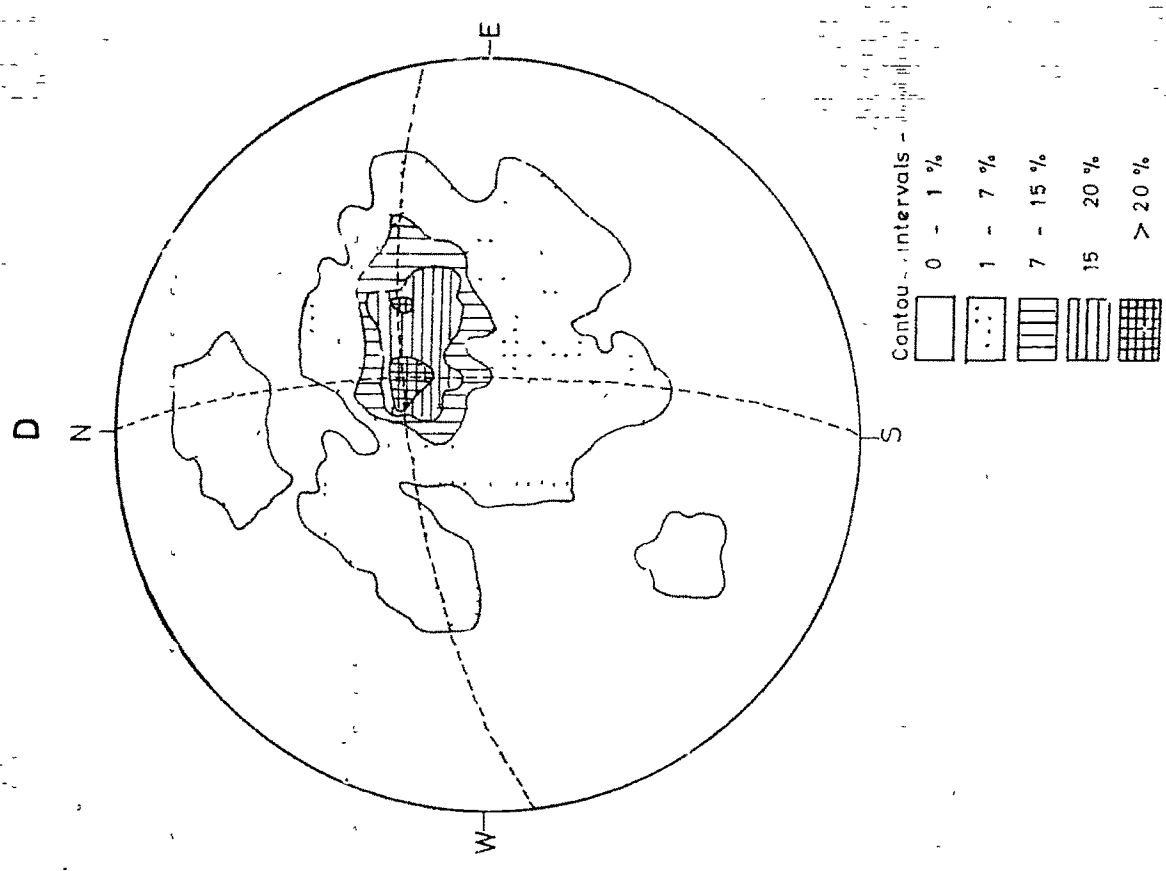 D
N
E
W
S
Contou- intervals -
0 - 1 %
1 - 7 %
7 - 15 %
15 20 %
> 20 %